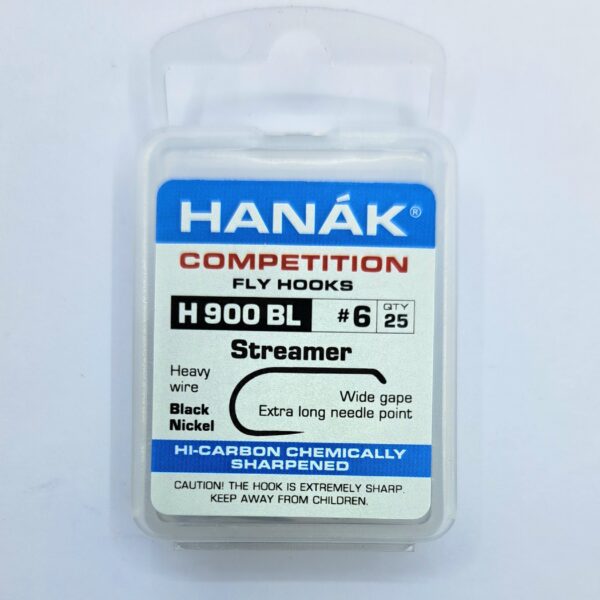 HANÁK®
COMPETITION
FLY HOOKS
H 900 BL #6 QTY 25
Streamer
Heavy wire
Black Nickel
Wide gape
Extra long needle point
HI-CARBON CHEMICALLY
SHARPENED
CAUTION! THE HOOK IS EXTREMELY SHARP.
KEEP AWAY FROM CHILDREN.